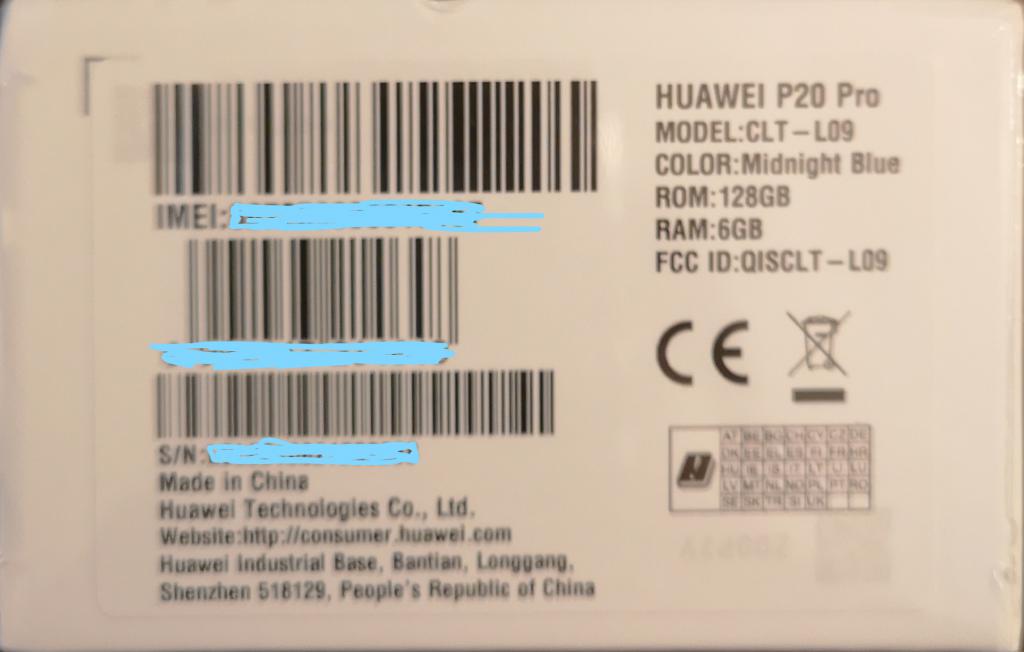 IMEI:
S/N:
Made in China
Huawei Technologies Co., Ltd.
Website:http://consumer.huawei.com
Huawei Industrial Base, Bantian, Longgang,
Shenzhen 518129, People's Republic of China
HUAWEI P20 Pro
MODEL:CLT-L09
COLOR:Midnight Blue
ROM:128GB
RAM:6GB
FCC ID:QISCLT-L09
CE
AT BE BG CH CY CZ DE
DK EE EL ES FI FR HR
HU IE IS IT LT LI LU
LV MT NL NO PL PT RO
SE SK TR SI UK